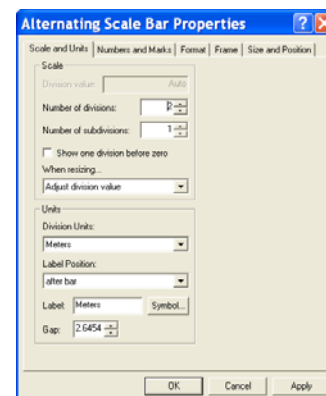 Alternating Scale Bar Properties
Scale and Units Numbers and Marks Format Frame Size and Position
Scale
Division value: Auto
Number of divisions: 2
Number of subdivisions: 1
Show one division before zero
When resizing...
Adjust division value
Units
Division Units:
Meters
Label Position:
after bar
Label: Meters Symbol...
Gap: 2.6454
OK Cancel Apply